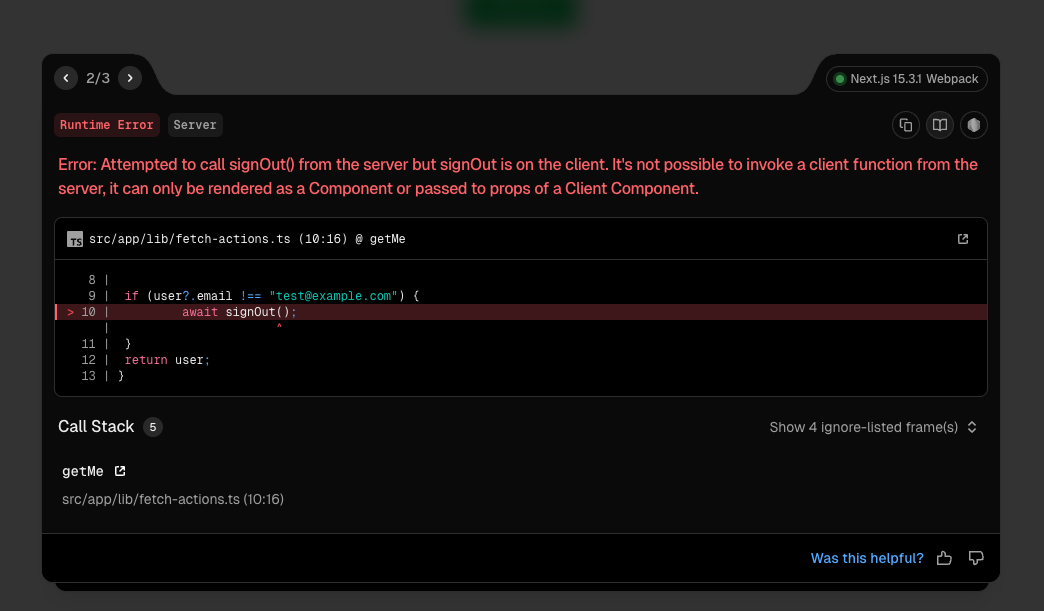 2/3
Next.js 15.3.1 Webpack
Runtime Error
Server
Error: Attempted to call signOut() from the server but signOut is on the client. It's not possible to invoke a client function from the
server, it can only be rendered as a Component or passed to props of a Client Component.
TS src/app/lib/fetch-actions.ts (10:16) @ getMe
8 |
9 | if (user?.email !== "test@example.com") {
> 10 | await signOut();
| ^
11 | }
12 | return user;
13 | }
Call Stack 5
Show 4 ignore-listed frame(s)
getMe
src/app/lib/fetch-actions.ts (10:16)
Was this helpful?